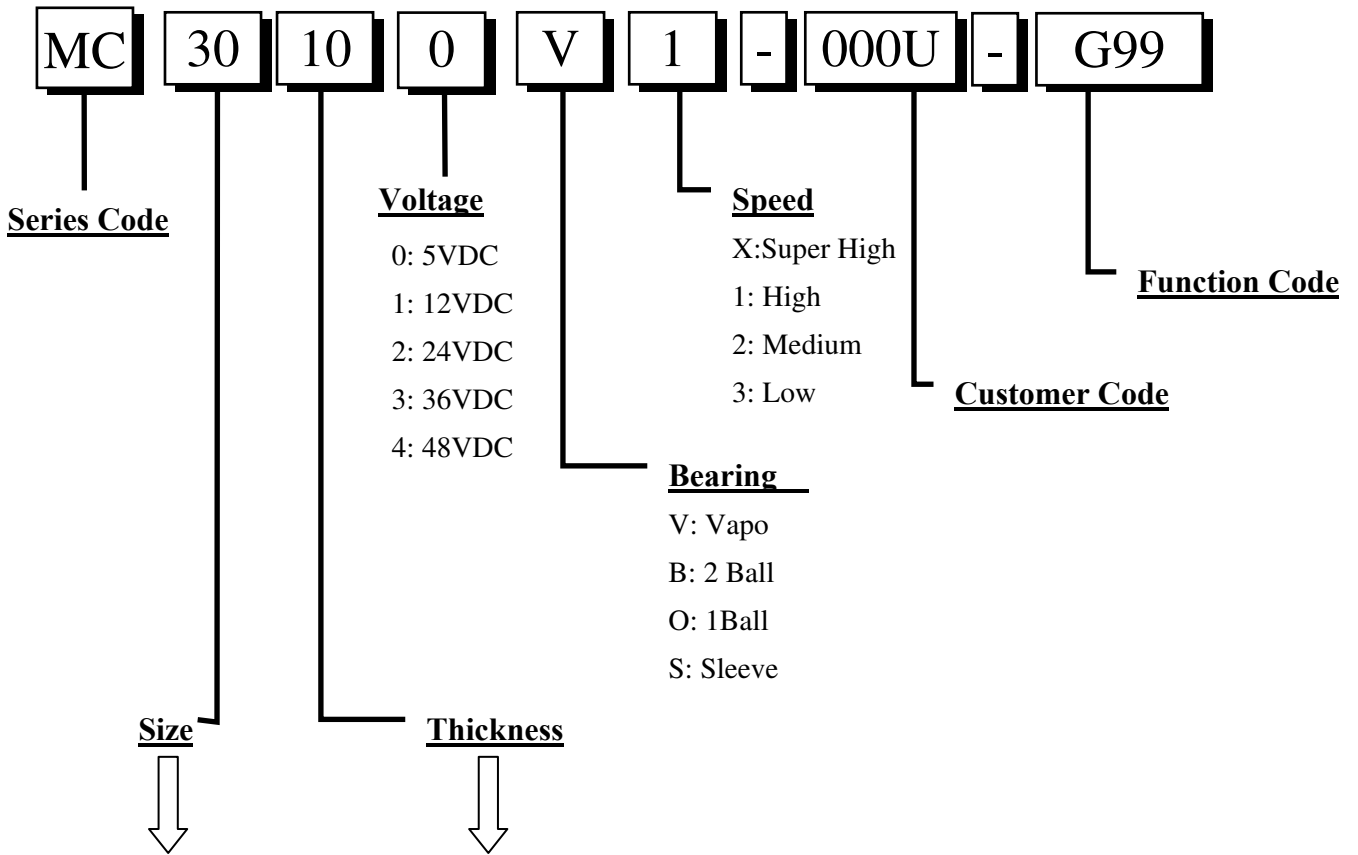 MC 30 10 0 V 1 - 000U - G99
Series Code
Voltage
0: 5VDC
1: 12VDC
2: 24VDC
3: 36VDC
4: 48VDC
Speed
X:Super High
1: High
2: Medium
3: Low
Function Code
Customer Code
Bearing
V: Vapo
B: 2 Ball
O: 1Ball
S: Sleeve
Size
Thickness